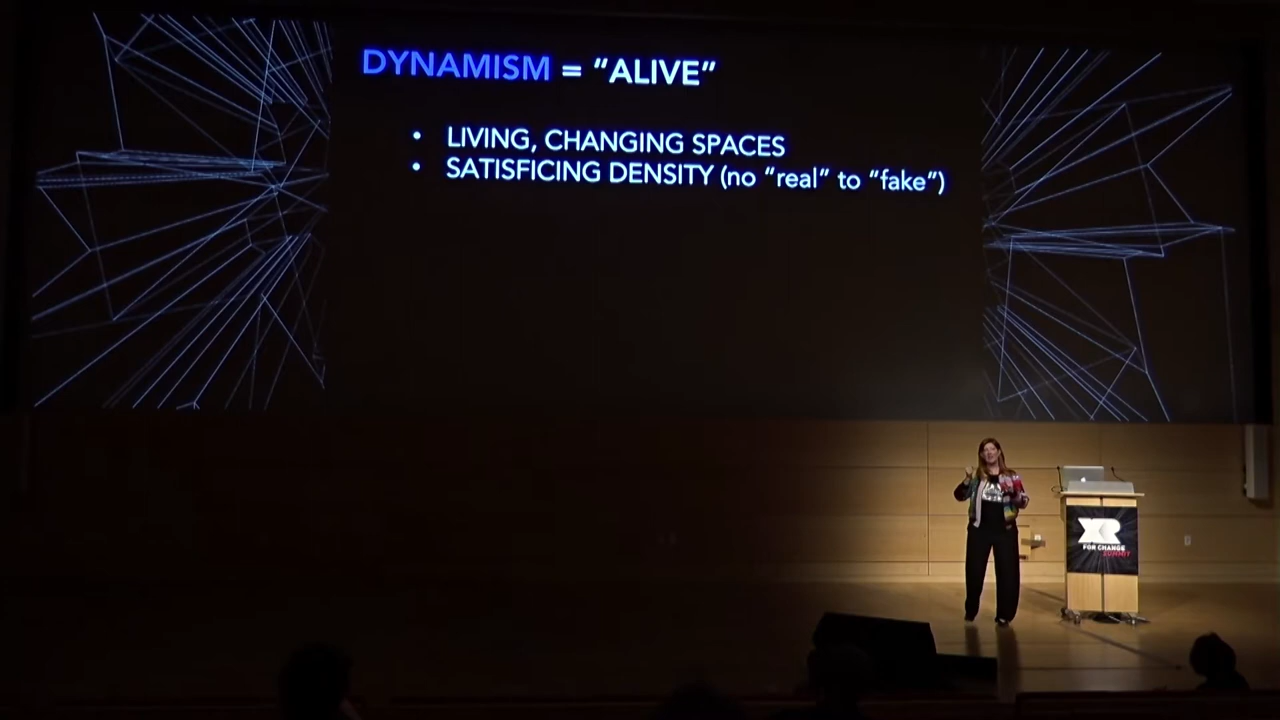 DYNAMISM = "ALIVE"
• LIVING, CHANGING SPACES
• SATISFICING DENSITY (no "real" to "fake")
XR
FOR CHANGE
SUMMIT